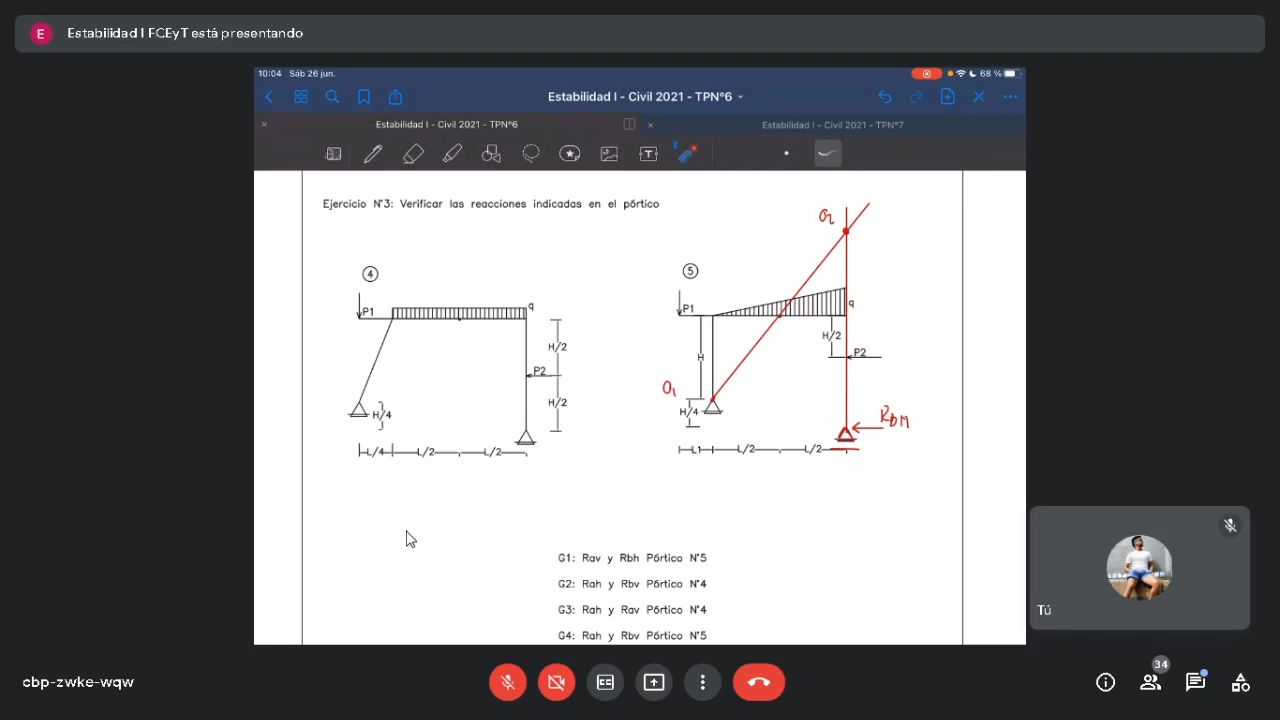 E Estabilidad I FCEyT está presentando
10:04 Sáb 26 jun.
68 %
Estabilidad I - Civil 2021 - TPN°6
Estabilidad I - Civil 2021 - TPN°6
Estabilidad I - Civil 2021 - TPN°7
Ejercicio N°3: Verificar las reacciones indicadas en el pórtico
4
P1
q
H/2
P2
H/2
H/4
L/4 L/2 L/2
5
P1
q
H/2
H
P2
O1
H/4
RBH
L1 L/2 L/2
G1: Rav y Rbh Pórtico N°5
G2: Rah y Rbv Pórtico N°4
G3: Rah y Rav Pórtico N°4
G4: Rah y Rbv Pórtico N°5
Tú
cbp-zwke-wqw
34